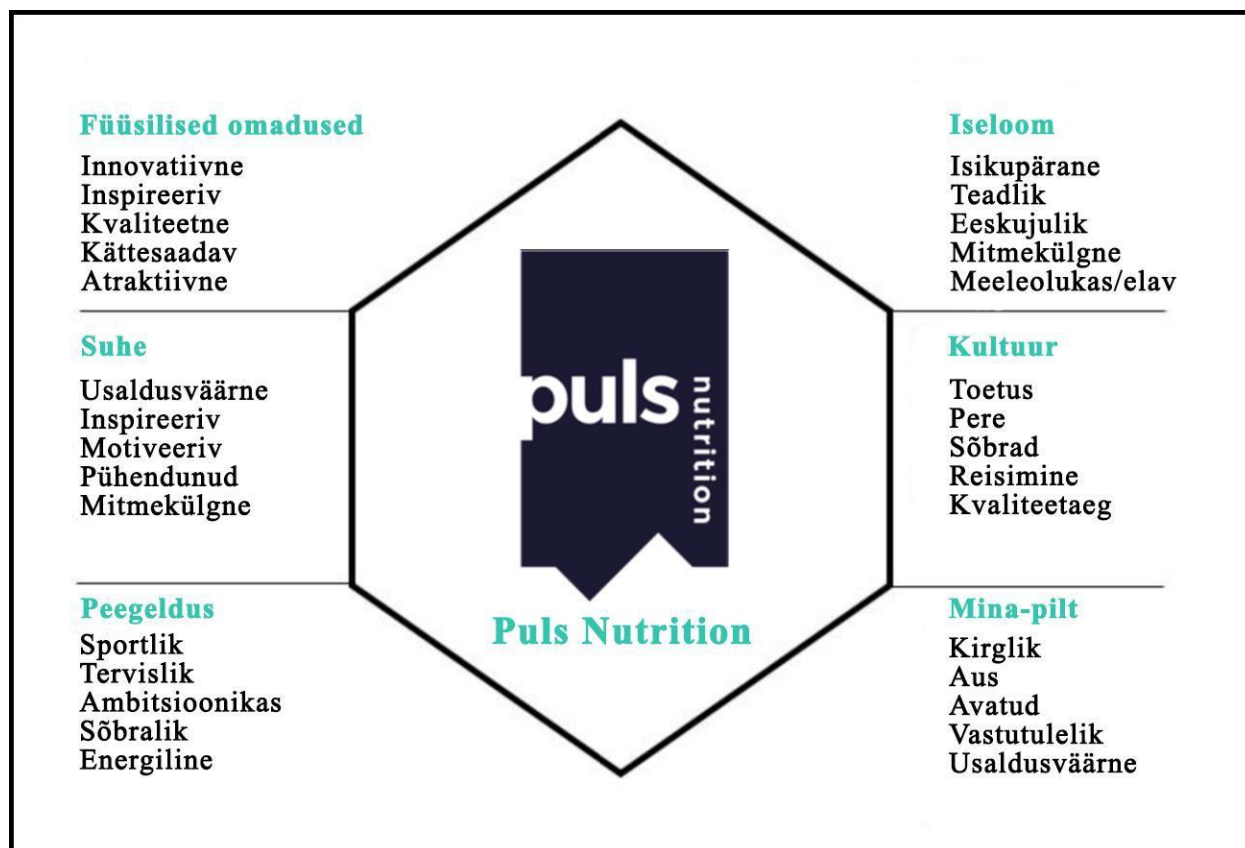 Füüsilised omadused
Innovatiivne
Inspireeriv
Kvaliteetne
Kättesaadav
Atraktiivne
Iseloom
Isikupärane
Teadlik
Eeskujulik
Mitmekülgne
Meeleolukas/elav
Suhe
Usaldusväärne
Inspireeriv
Motiveeriv
Pühendunud
Mitmekülgne
puls
nutrition
Puls Nutrition
Kultuur
Toetus
Pere
Sõbrad
Reisimine
Kvaliteetaeg
Peegeldus
Sportlik
Tervislik
Ambitsioonikas
Sõbralik
Energiline
Mina-pilt
Kirglik
Aus
Avatud
Vastutulelik
Usaldusväärne